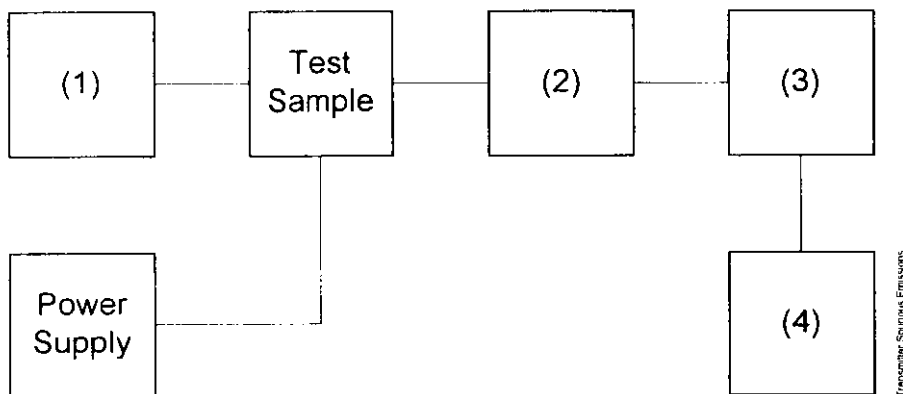 (1)
Test
Sample
(2)
(3)
Power
Supply
(4)
Transmitter Spurious Emissions